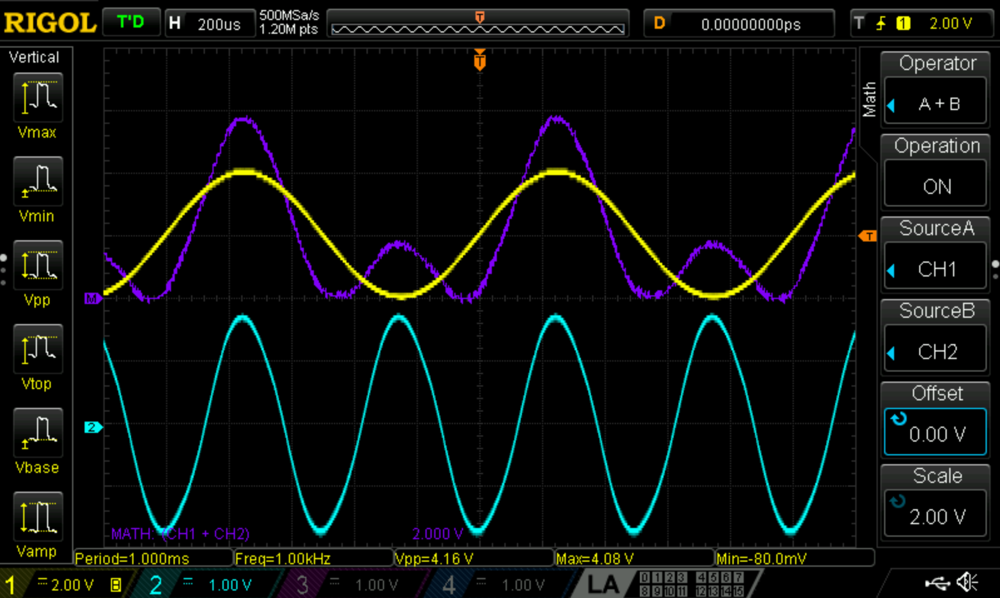 RIGOL T'D H 200us 500MSa/s 1.20M pts T D 0.00000000ps T 1 2.00 V
Vertical
Vmax
Vmin
Vpp
Vtop
Vbase
Vamp
T
T
M
2
Math
Operator
A + B
Operation
ON
SourceA
CH1
SourceB
CH2
Offset
0.00 V
Scale
2.00 V
MATH: (CH1 + CH2) 2.000 V
Period=1.000ms Freq=1.00kHz Vpp=4.16 V Max=4.08 V Min=-80.0mV
1 2.00 V B 2 1.00 V 3 1.00 V 4 1.00 V LA
0 1 2 3 4 5 6 7
8 9 10 11 12 13 14 15